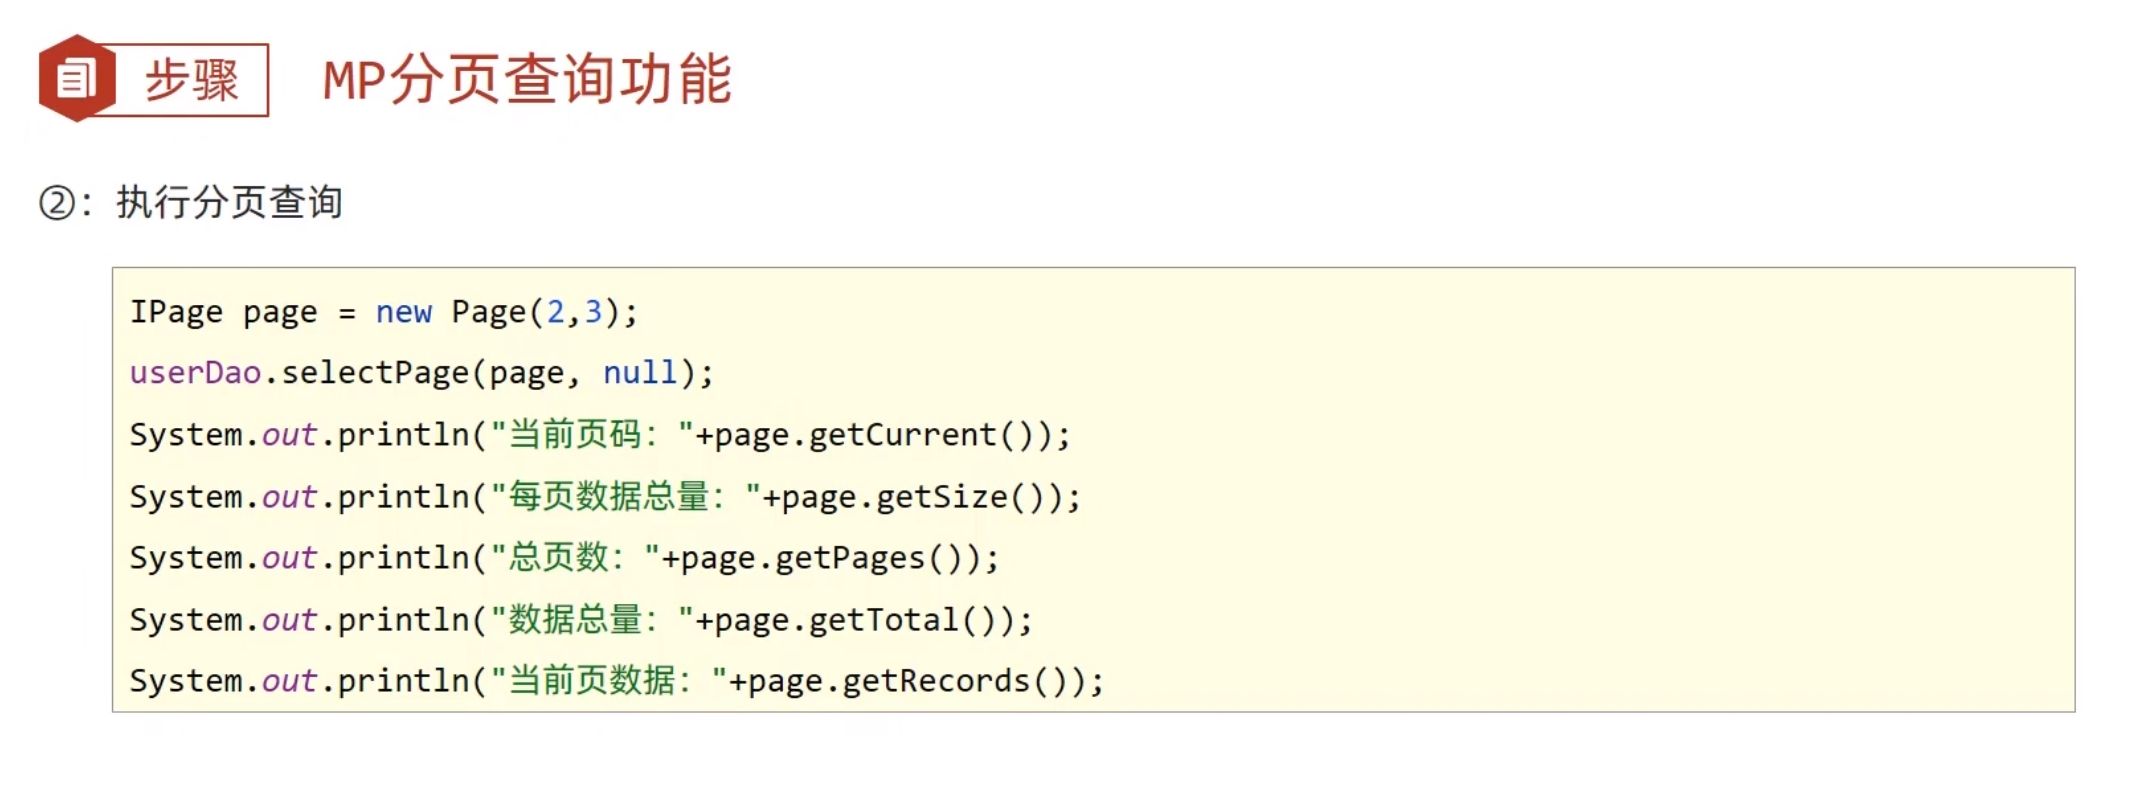 步骤 MP分页查询功能
②：执行分页查询
IPage page = new Page(2,3);
userDao.selectPage(page, null);
System.out.println("当前页码："+page.getCurrent());
System.out.println("每页数据总量："+page.getSize());
System.out.println("总页数："+page.getPages());
System.out.println("数据总量："+page.getTotal());
System.out.println("当前页数据："+page.getRecords());